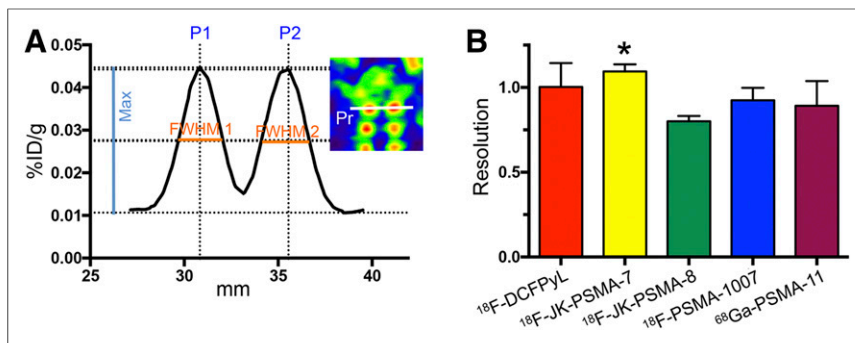 A
P1
P2
0.05
0.04
0.03
0.02
0.01
0.00
%ID/g
Max
FWHM 1
FWHM 2
Pr
25
30
35
40
mm
B
*
1.0
0.5
0.0
Resolution
¹⁸F-DCFPyL
¹⁸F-JK-PSMA-7
¹⁸F-JK-PSMA-8
¹⁸F-PSMA-1007
⁶⁸Ga-PSMA-11